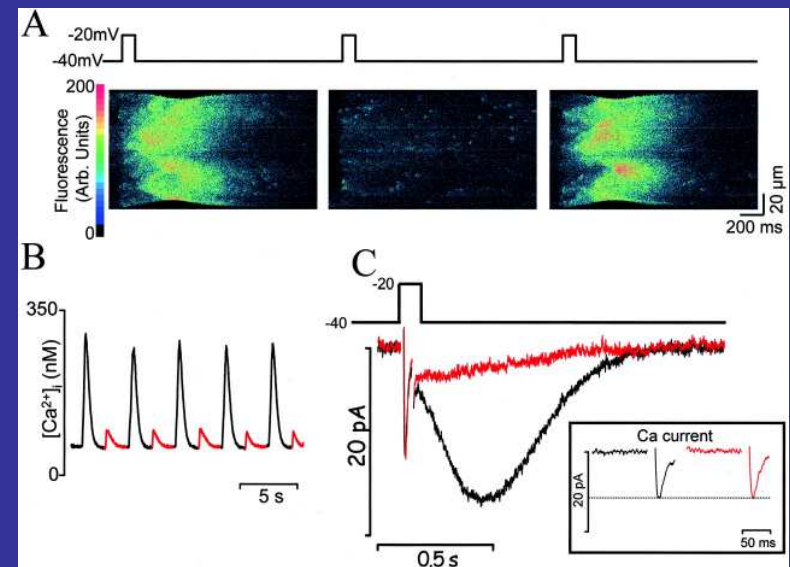 A
-20mV
-40mV
200
Fluorescence
(Arb. Units)
0
20 µm
200 ms
B
350
[Ca²⁺]ᵢ (nM)
0
5 s
C
-20
-40
20 pA
0.5 s
Ca current
20 pA
50 ms